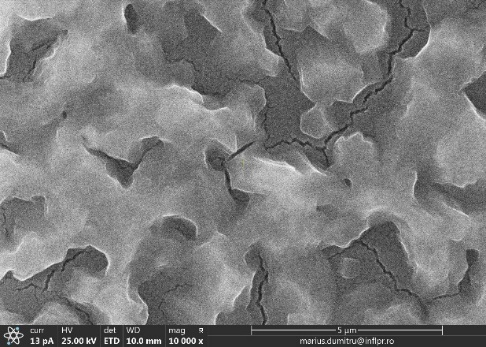 curr HV det WD mag 5 µm
13 pA 25.00 kV ETD 10.0 mm 10 000 x marius.dumitru@inflpr.ro